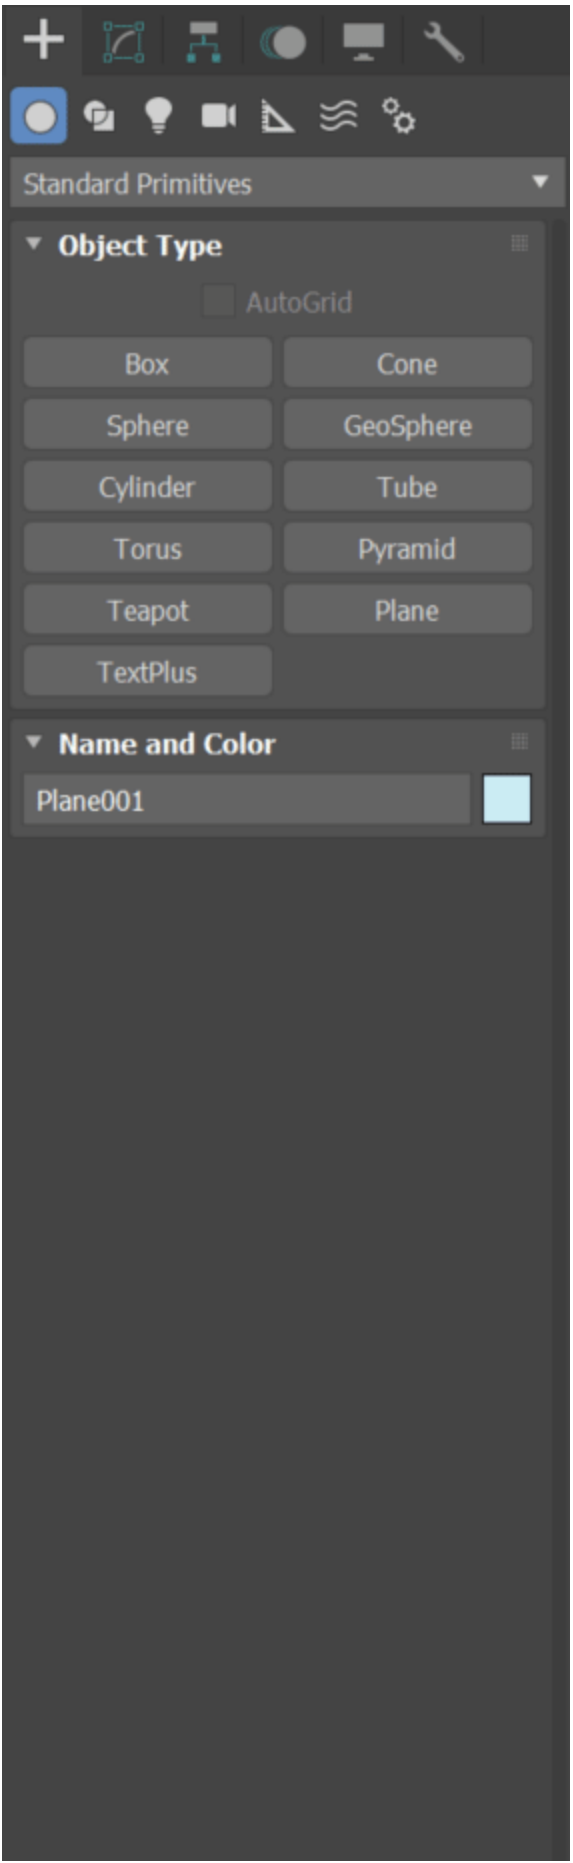 Standard Primitives
Object Type
AutoGrid
Box Cone
Sphere GeoSphere
Cylinder Tube
Torus Pyramid
Teapot Plane
TextPlus
Name and Color
Plane001